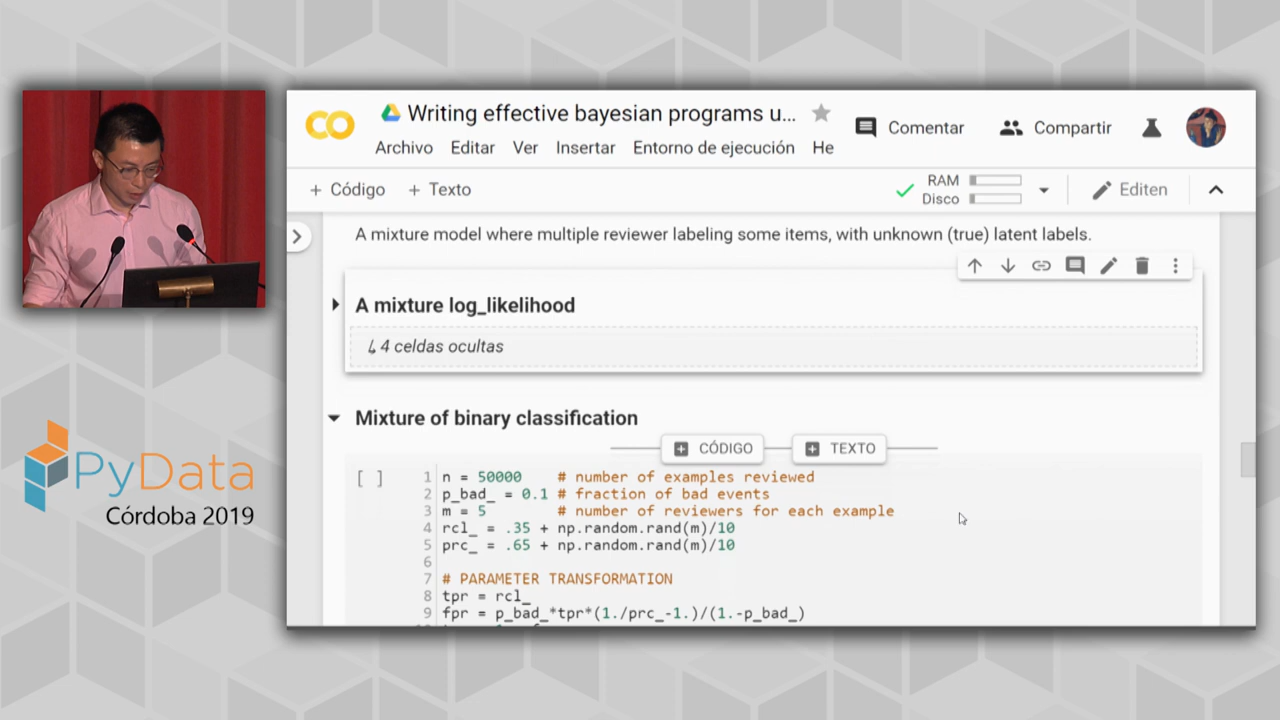 Writing effective bayesian programs u...
Comentar
Compartir
Archivo Editar Ver Insertar Entorno de ejecución He
+ Código + Texto
RAM
Disco
Editen
A mixture model where multiple reviewer labeling some items, with unknown (true) latent labels.
A mixture log_likelihood
4 celdas ocultas
Mixture of binary classification
CÓDIGO
TEXTO
[ ]
1 n = 50000 # number of examples reviewed
2 p_bad_ = 0.1 # fraction of bad events
3 m = 5 # number of reviewers for each example
4 rcl_ = .35 + np.random.rand(m)/10
5 prc_ = .65 + np.random.rand(m)/10
6
7 # PARAMETER TRANSFORMATION
8 tpr = rcl_
9 fpr = p_bad_*tpr*(1./prc_-1.)/(1.-p_bad_)
PyData
Córdoba 2019